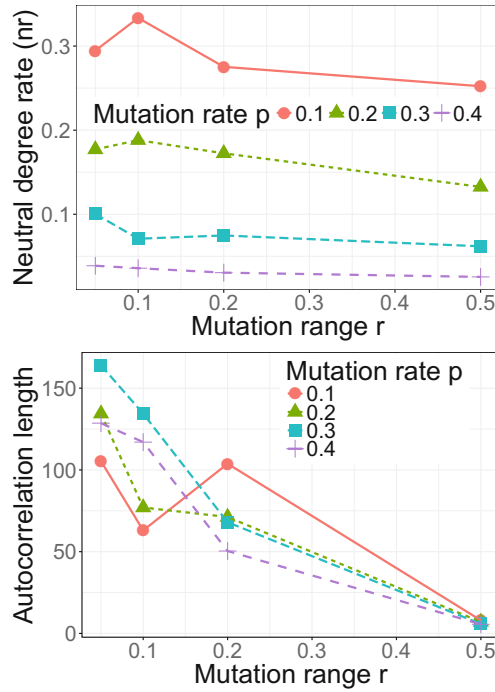 Neutral degree rate (nr)
0.3
0.2
0.1
Mutation rate p 0.1 0.2 0.3 0.4
0.1 0.2 0.3 0.4 0.5
Mutation range r
Autocorrelation length
150
100
50
0
Mutation rate p
0.1
0.2
0.3
0.4
0.1 0.2 0.3 0.4 0.5
Mutation range r